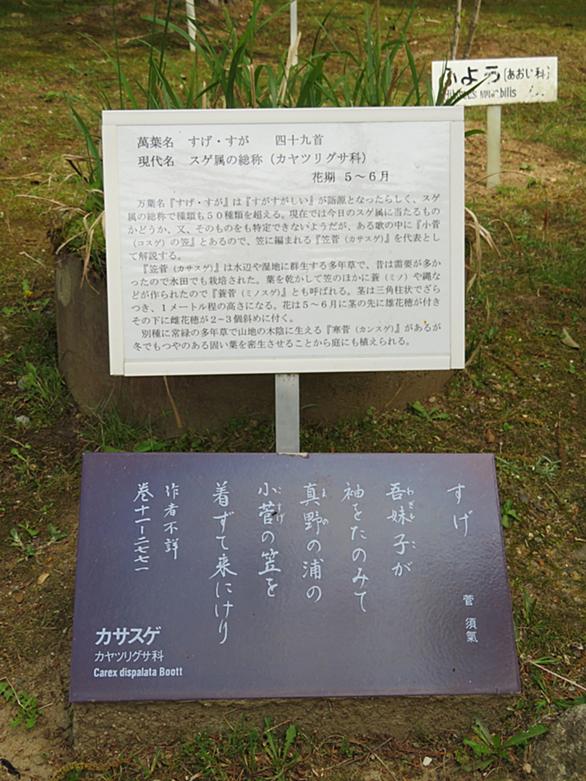 ふよう(あおい科)
萬葉名 すげ・すが 四十九首
現代名 スゲ属の総称(カヤツリグサ科)
花期 5~6月
万葉名『すげ・すが』は『すがすがしい』が語源となったらしく、スゲ
属の総称で種類も50種類を超える。現在では今日のスゲ属に当たるもの
かどうか、又、そのものをも特定できないようだが、ある歌の中に『小菅
(コスゲ)の笠』とあるので、笠に編まれる『笠菅(カサスゲ)』を代表とし
て解説する。
『笠菅(カサスゲ)は水辺や湿地に群生する多年草で、昔は需要が多か
ったので水田でも栽培された。葉を乾かして笠のほかに蓑(ミノ)や縄な
どが作られたので『蓑菅(ミノスゲ)』とも呼ばれる。茎は三角柱状でざら
つき、1メートル程の高さになる。花は5~6月に茎の先に雄花穂が付き
その下に雌花穂が2~3個斜めに付く。
別種に常緑の多年草で山地の木陰に生える『寒菅(カンスゲ)』があるが
冬でもつやのある固い葉を密生させることから庭にも植えられる。
すげ 菅 須氣
吾妹子が
わぎもこ
袖をたのみて
真野の浦の
まの
小菅の笠を
こすげ
着ずて来にけり
作者不詳
巻十一―二七七一
カサスゲ
カヤツリグサ科
Carex dispalata Boott